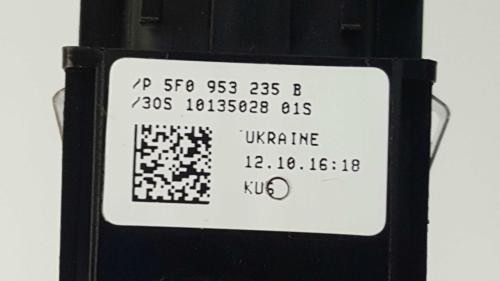 /P 5F0 953 235 B
/30S 10135028 01S
UKRAINE
12.10.16:18
KUG